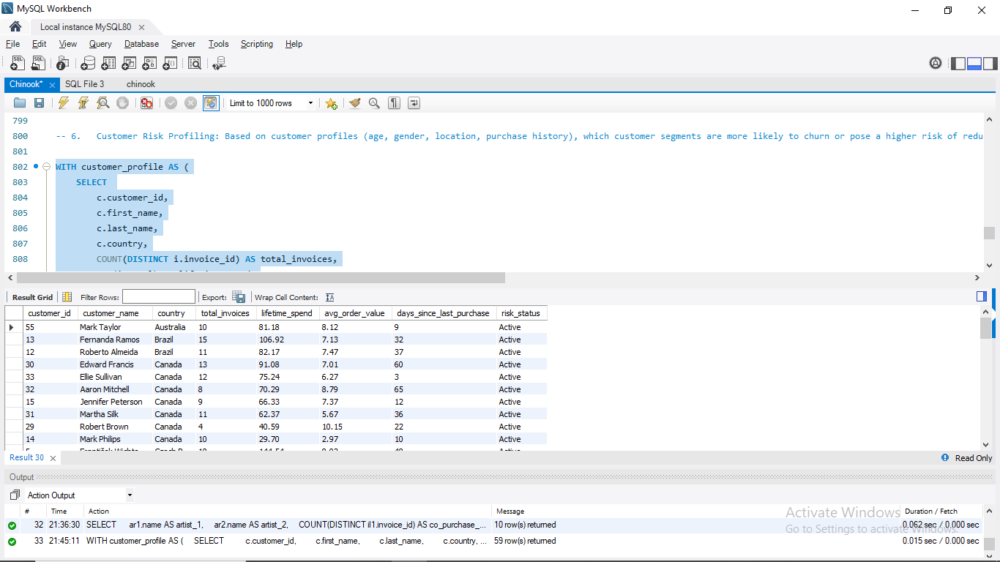 MySQL Workbench
Local instance MySQL80
File Edit View Query Database Server Tools Scripting Help
Chinook* SQL File 3 chinook
Limit to 1000 rows
799
800 -- 6. Customer Risk Profiling: Based on customer profiles (age, gender, location, purchase history), which customer segments are more likely to churn or pose a higher risk of redu
801
802 WITH customer_profile AS (
803 SELECT
804 c.customer_id,
805 c.first_name,
806 c.last_name,
807 c.country,
808 COUNT(DISTINCT i.invoice_id) AS total_invoices,
Result Grid Filter Rows: Export: Wrap Cell Content:
customer_id customer_name country total_invoices lifetime_spend avg_order_value days_since_last_purchase risk_status
55 Mark Taylor Australia 10 81.18 8.12 9 Active
13 Fernanda Ramos Brazil 15 106.92 7.13 32 Active
12 Roberto Almeida Brazil 11 82.17 7.47 37 Active
30 Edward Francis Canada 13 91.08 7.01 60 Active
33 Ellie Sullivan Canada 12 75.24 6.27 3 Active
32 Aaron Mitchell Canada 8 70.29 8.79 65 Active
15 Jennifer Peterson Canada 9 66.33 7.37 12 Active
31 Martha Silk Canada 11 62.37 5.67 36 Active
29 Robert Brown Canada 4 40.59 10.15 22 Active
14 Mark Philips Canada 10 29.70 2.97 10 Active
Result 30 Read Only
Output
Action Output
# Time Action Message Duration / Fetch
32 21:36:30 SELECT ar1.name AS artist_1, ar2.name AS artist_2, COUNT(DISTINCT il1.invoice_id) AS co_purchase_... 10 row(s) returned 0.062 sec / 0.000 sec
33 21:45:11 WITH customer_profile AS ( SELECT c.customer_id, c.first_name, c.last_name, c.country, ... 59 row(s) returned 0.015 sec / 0.000 sec
Activate Windows
Go to Settings to activate Windows.